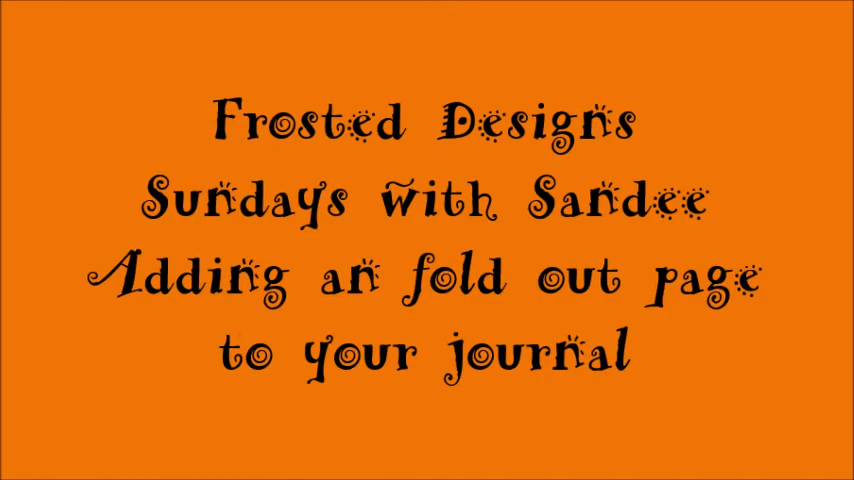 Frosted Designs
Sundays with Sandee
Adding an fold out page
to your journal